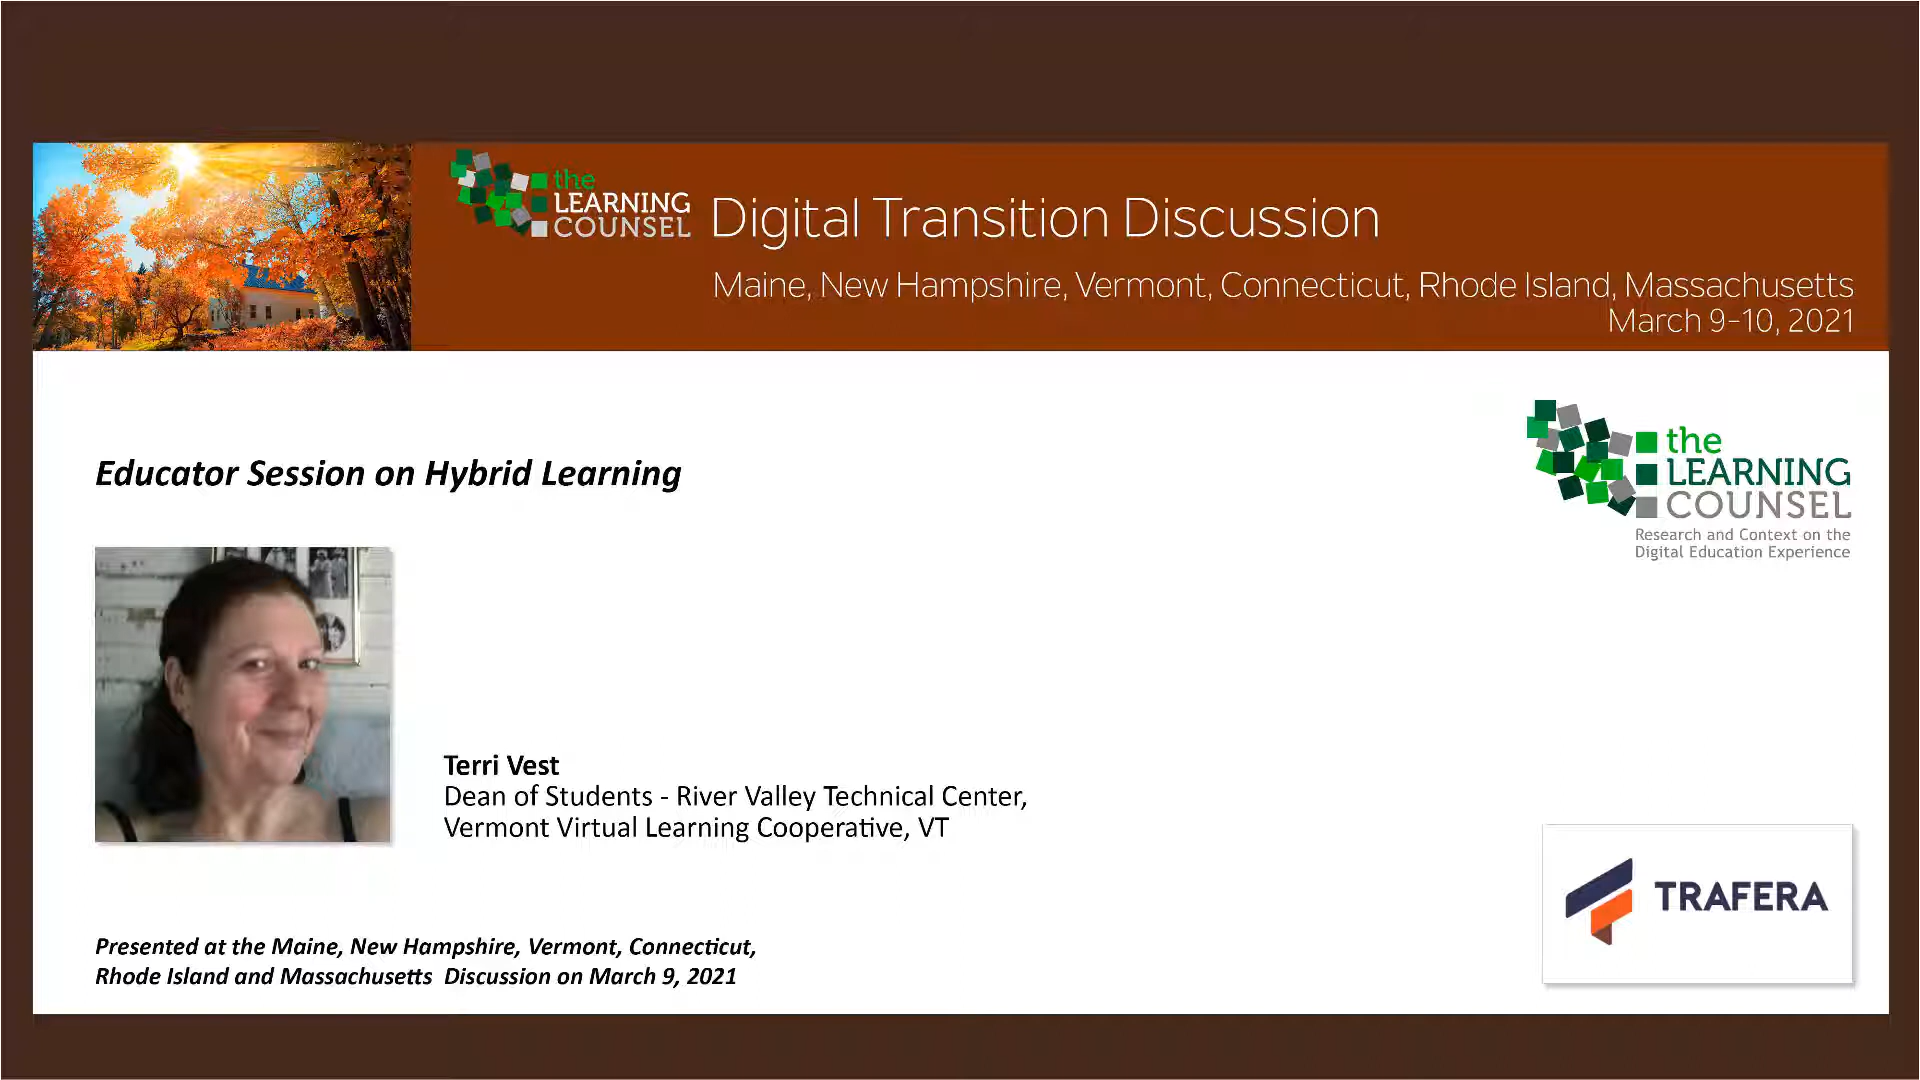 the
LEARNING
COUNSEL
Digital Transition Discussion
Maine, New Hampshire, Vermont, Connecticut, Rhode Island, Massachusetts
March 9-10, 2021
Educator Session on Hybrid Learning
the
LEARNING
COUNSEL
Research and Context on the
Digital Education Experience
Terri Vest
Dean of Students - River Valley Technical Center,
Vermont Virtual Learning Cooperative, VT
TRAFERA
Presented at the Maine, New Hampshire, Vermont, Connecticut,
Rhode Island and Massachusetts Discussion on March 9, 2021